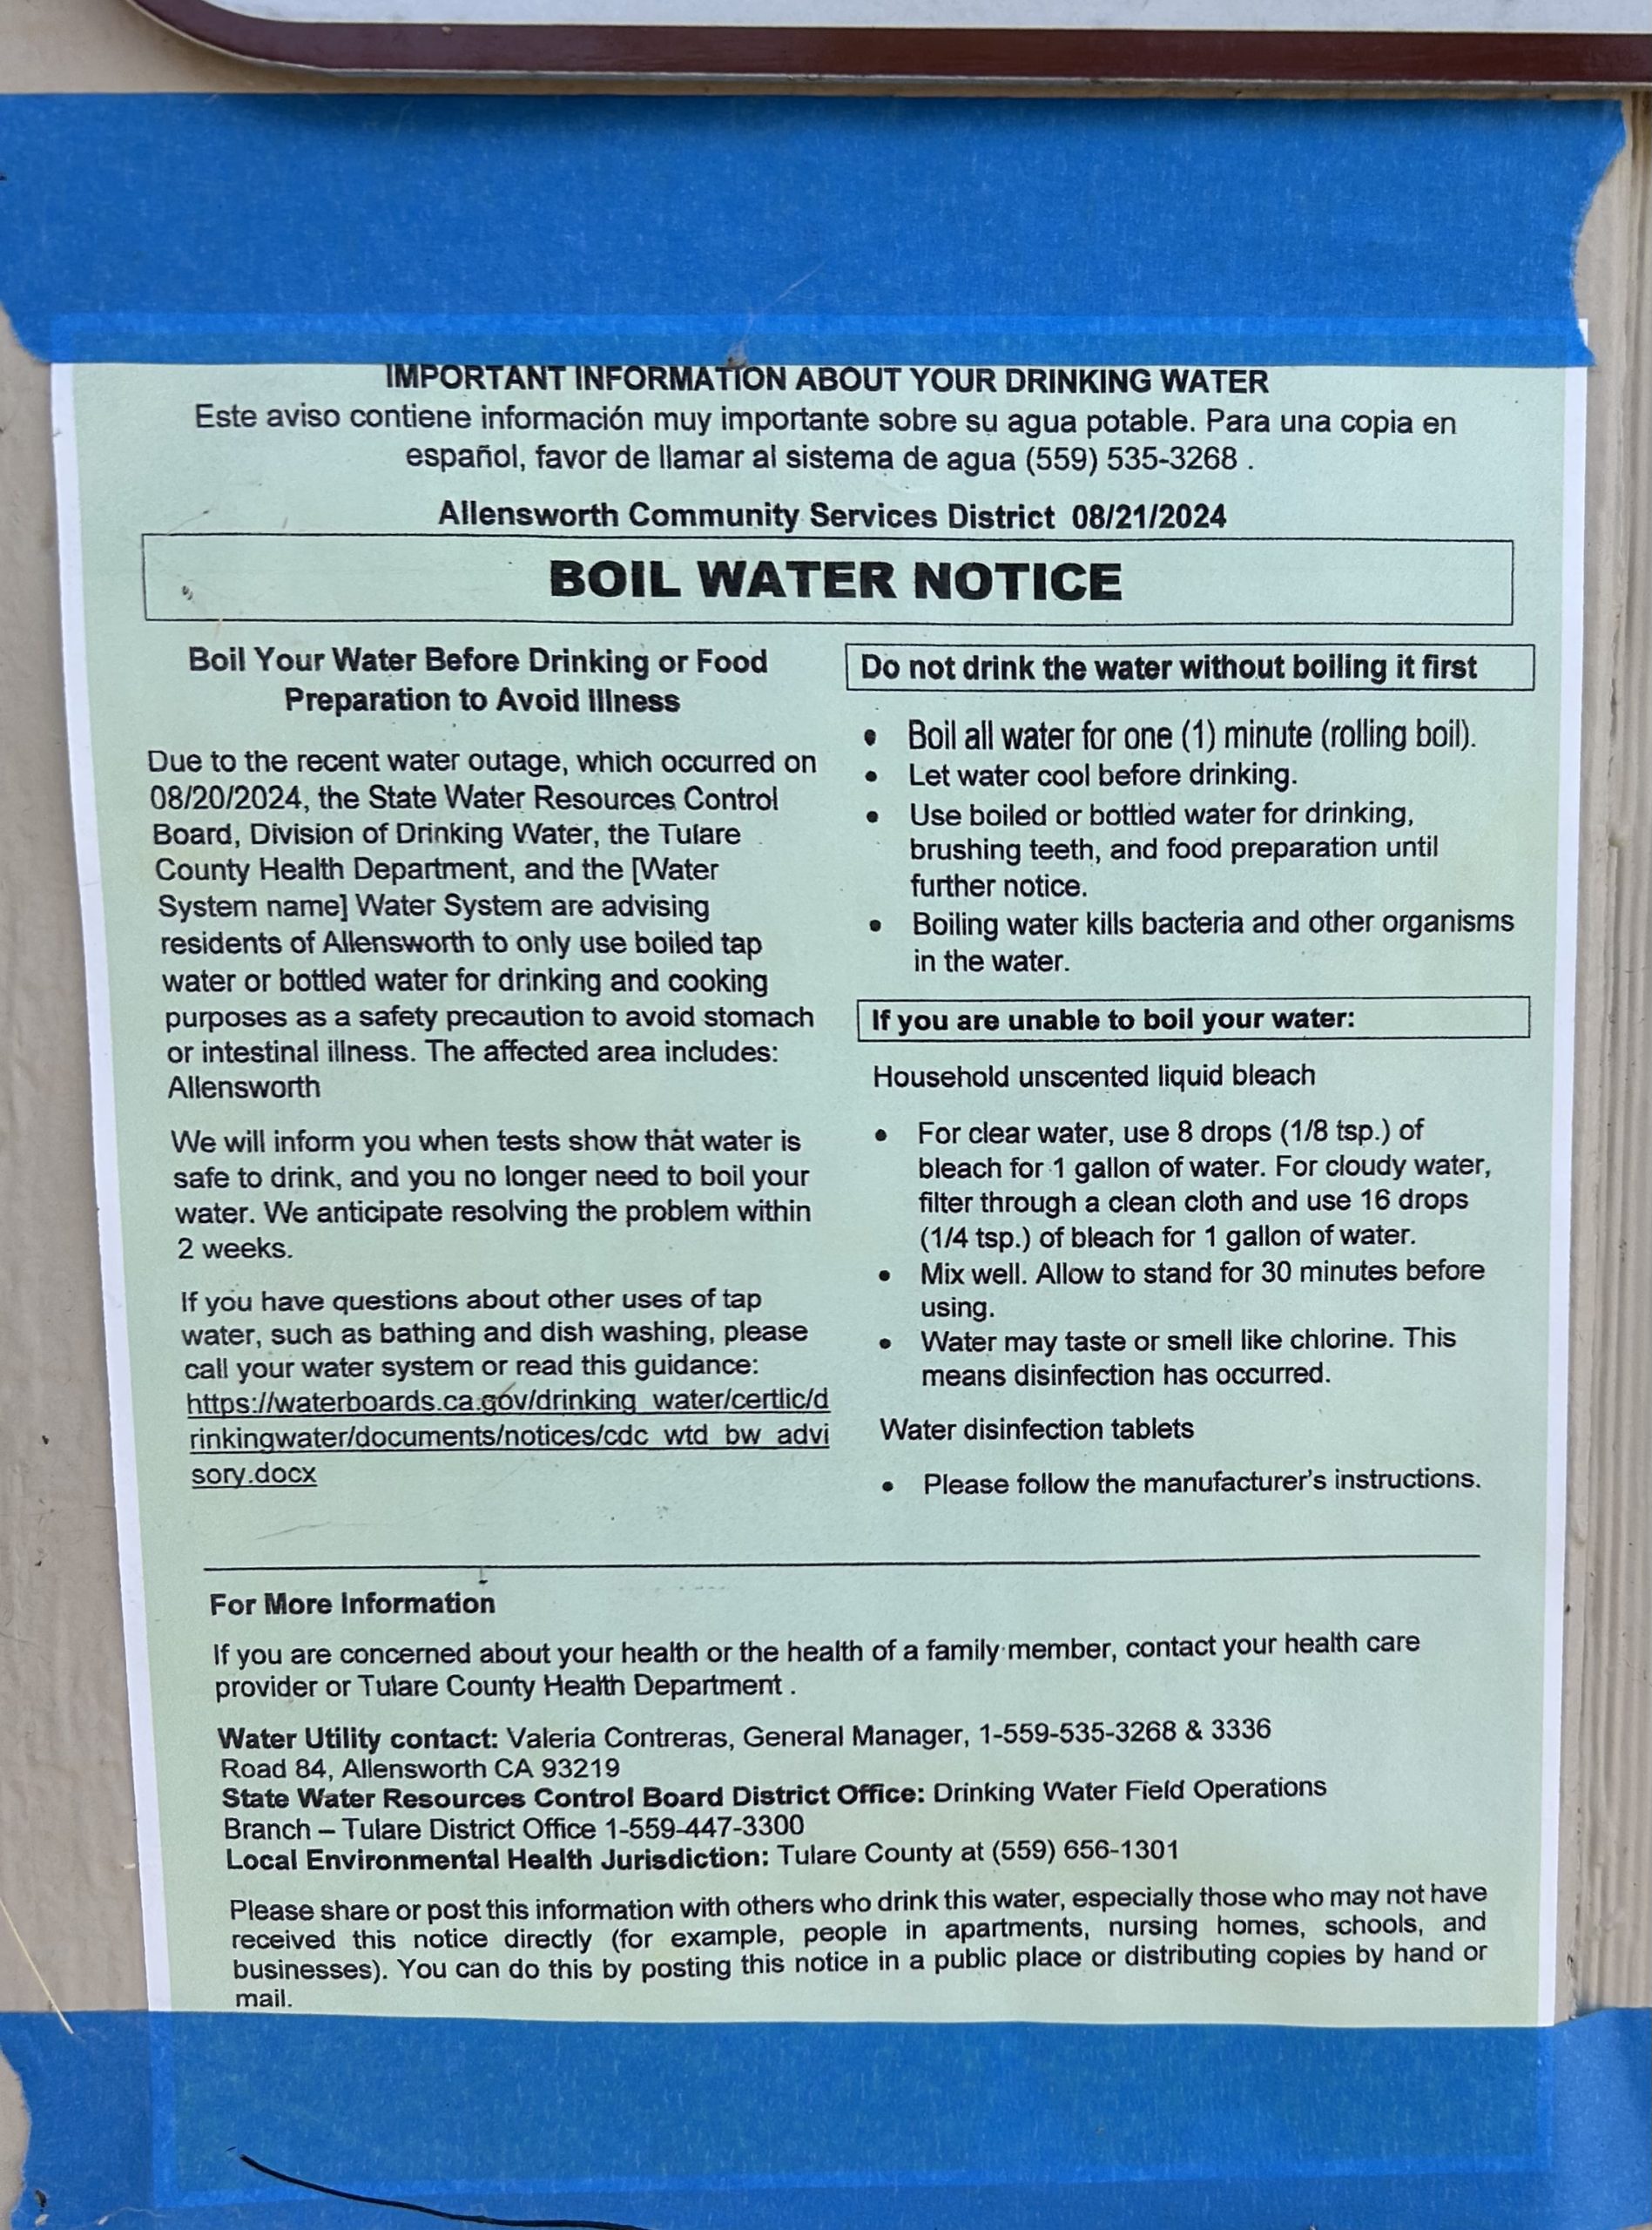 IMPORTANT INFORMATION ABOUT YOUR DRINKING WATER
Este aviso contiene información muy importante sobre su agua potable. Para una copia en
español, favor de llamar al sistema de agua (559) 535-3268 .
Allensworth Community Services District 08/21/2024
BOIL WATER NOTICE
Boil Your Water Before Drinking or Food
Preparation to Avoid Illness
Due to the recent water outage, which occurred on
08/20/2024, the State Water Resources Control
Board, Division of Drinking Water, the Tulare
County Health Department, and the [Water
System name] Water System are advising
residents of Allensworth to only use boiled tap
water or bottled water for drinking and cooking
purposes as a safety precaution to avoid stomach
or intestinal illness. The affected area includes:
Allensworth
We will inform you when tests show that water is
safe to drink, and you no longer need to boil your
water. We anticipate resolving the problem within
2 weeks.
If you have questions about other uses of tap
water, such as bathing and dish washing, please
call your water system or read this guidance:
https://waterboards.ca.gov/drinking_water/certlic/d
rinkingwater/documents/notices/cdc_wtd_bw_advi
sory.docx
Do not drink the water without boiling it first
• Boil all water for one (1) minute (rolling boil).
• Let water cool before drinking.
• Use boiled or bottled water for drinking,
brushing teeth, and food preparation until
further notice.
• Boiling water kills bacteria and other organisms
in the water.
If you are unable to boil your water:
Household unscented liquid bleach
• For clear water, use 8 drops (1/8 tsp.) of
bleach for 1 gallon of water. For cloudy water,
filter through a clean cloth and use 16 drops
(1/4 tsp.) of bleach for 1 gallon of water.
• Mix well. Allow to stand for 30 minutes before
using.
• Water may taste or smell like chlorine. This
means disinfection has occurred.
Water disinfection tablets
• Please follow the manufacturer's instructions.
For More Information
If you are concerned about your health or the health of a family member, contact your health care
provider or Tulare County Health Department .
Water Utility contact: Valeria Contreras, General Manager, 1-559-535-3268 & 3336
Road 84, Allensworth CA 93219
State Water Resources Control Board District Office: Drinking Water Field Operations
Branch – Tulare District Office 1-559-447-3300
Local Environmental Health Jurisdiction: Tulare County at (559) 656-1301
Please share or post this information with others who drink this water, especially those who may not have
received this notice directly (for example, people in apartments, nursing homes, schools, and
businesses). You can do this by posting this notice in a public place or distributing copies by hand or
mail.